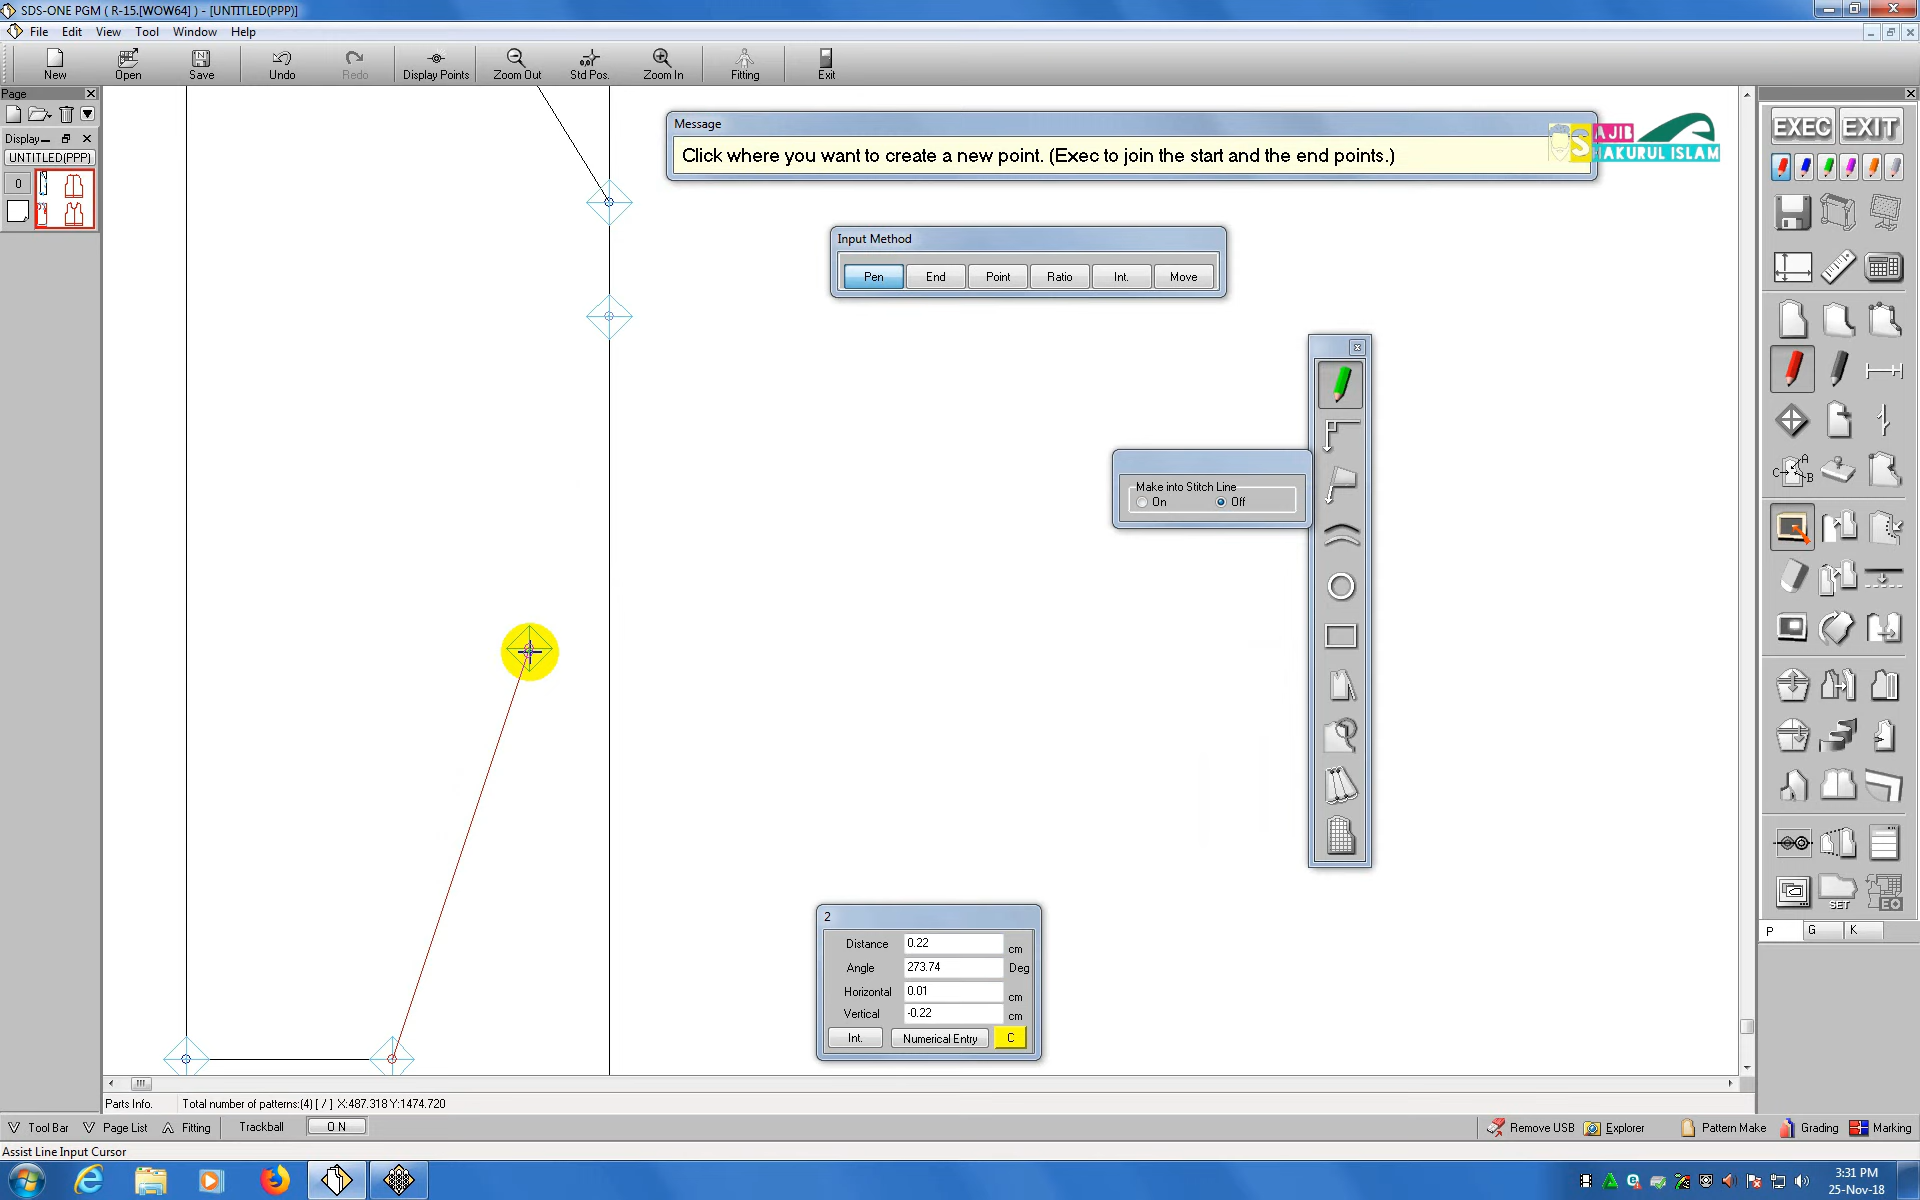 SDS-ONE PGM ( R-15.[WOW64] ) - [UNTITLED(PPP)]
File Edit View Tool Window Help
New Open Save Undo Redo Display Points Zoom Out Std Pos. Zoom In Fitting Exit
Page
Display
UNTITLED(PPP)
0
Message
Click where you want to create a new point. (Exec to join the start and the end points.)
S AJIB
HAKURUL ISLAM
EXEC EXIT
Input Method
Pen End Point Ratio Int. Move
Make into Stitch Line
On Off
C A B
SET EO
P G K
2
Distance 0.22 cm
Angle 273.74 Deg
Horizontal 0.01 cm
Vertical -0.22 cm
Int. Numerical Entry C
Parts Info. Total number of patterns:(4) [ / ] X:487.318 Y:1474.720
Tool Bar Page List Fitting Trackball ON Remove USB Explorer Pattern Make Grading Marking
Assist Line Input Cursor
3:31 PM
25-Nov-18